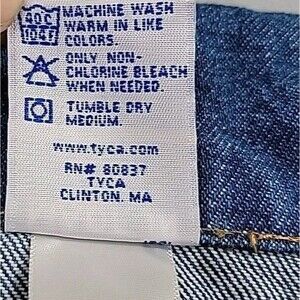 MACHINE WASH
40C
104F
WARM IN LIKE
COLORS.
ONLY NON-
CHLORINE BLEACH
WHEN NEEDED.
TUMBLE DRY
MEDIUM.
www.tyca.com
RN# 80837
TYCA
CLINTON, MA